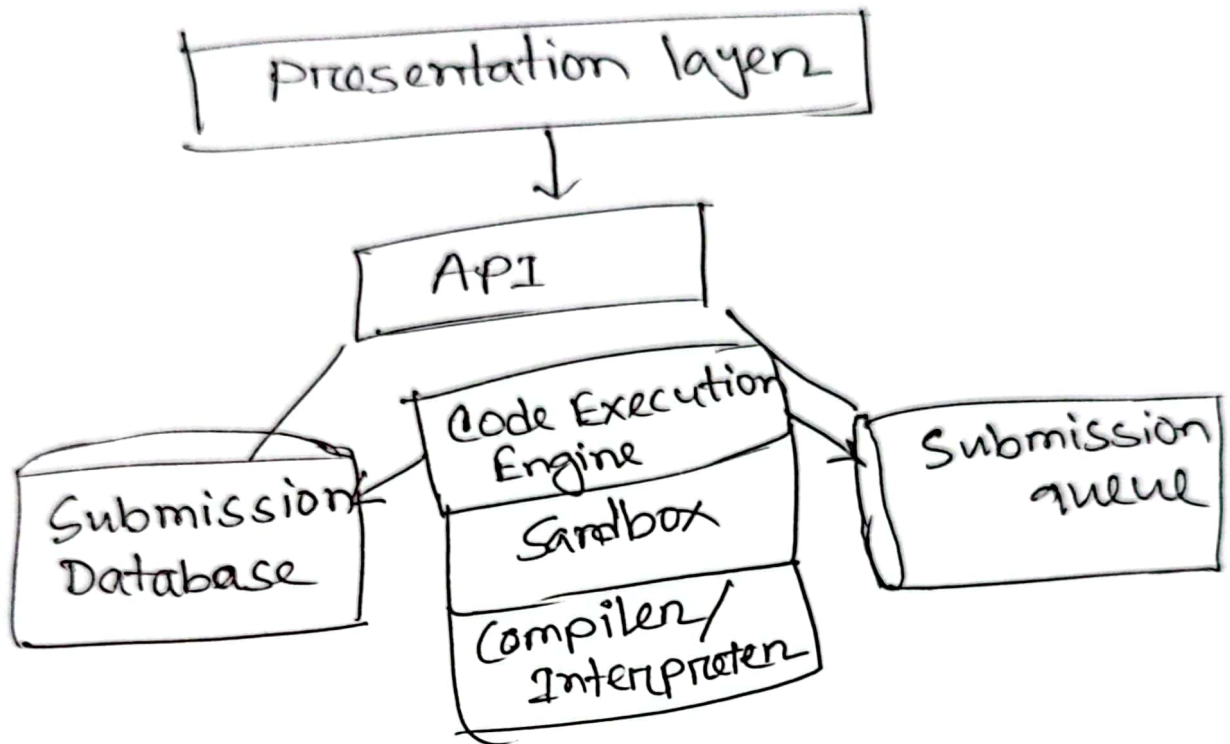 Presentation layer
API
Code Execution
Engine
Submission
queue
Submission
Database
Sandbox
Compiler/
Interpreter